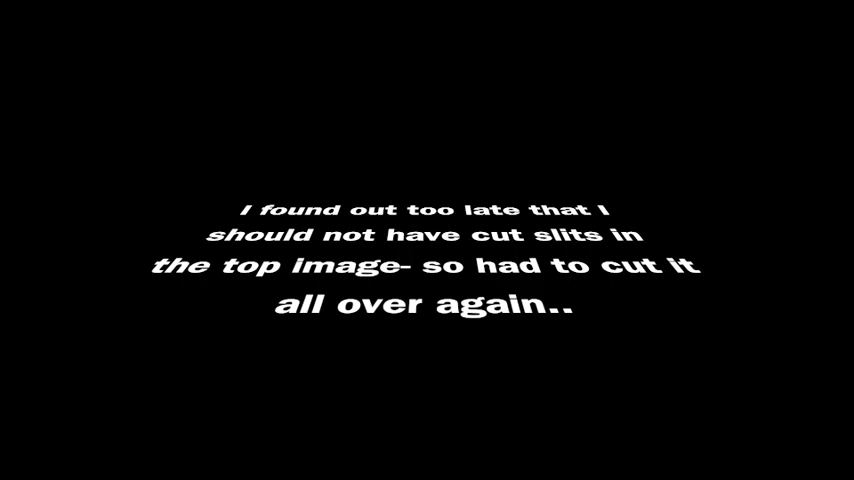 I found out too late that I
should not have cut slits in
the top image- so had to cut it
all over again..